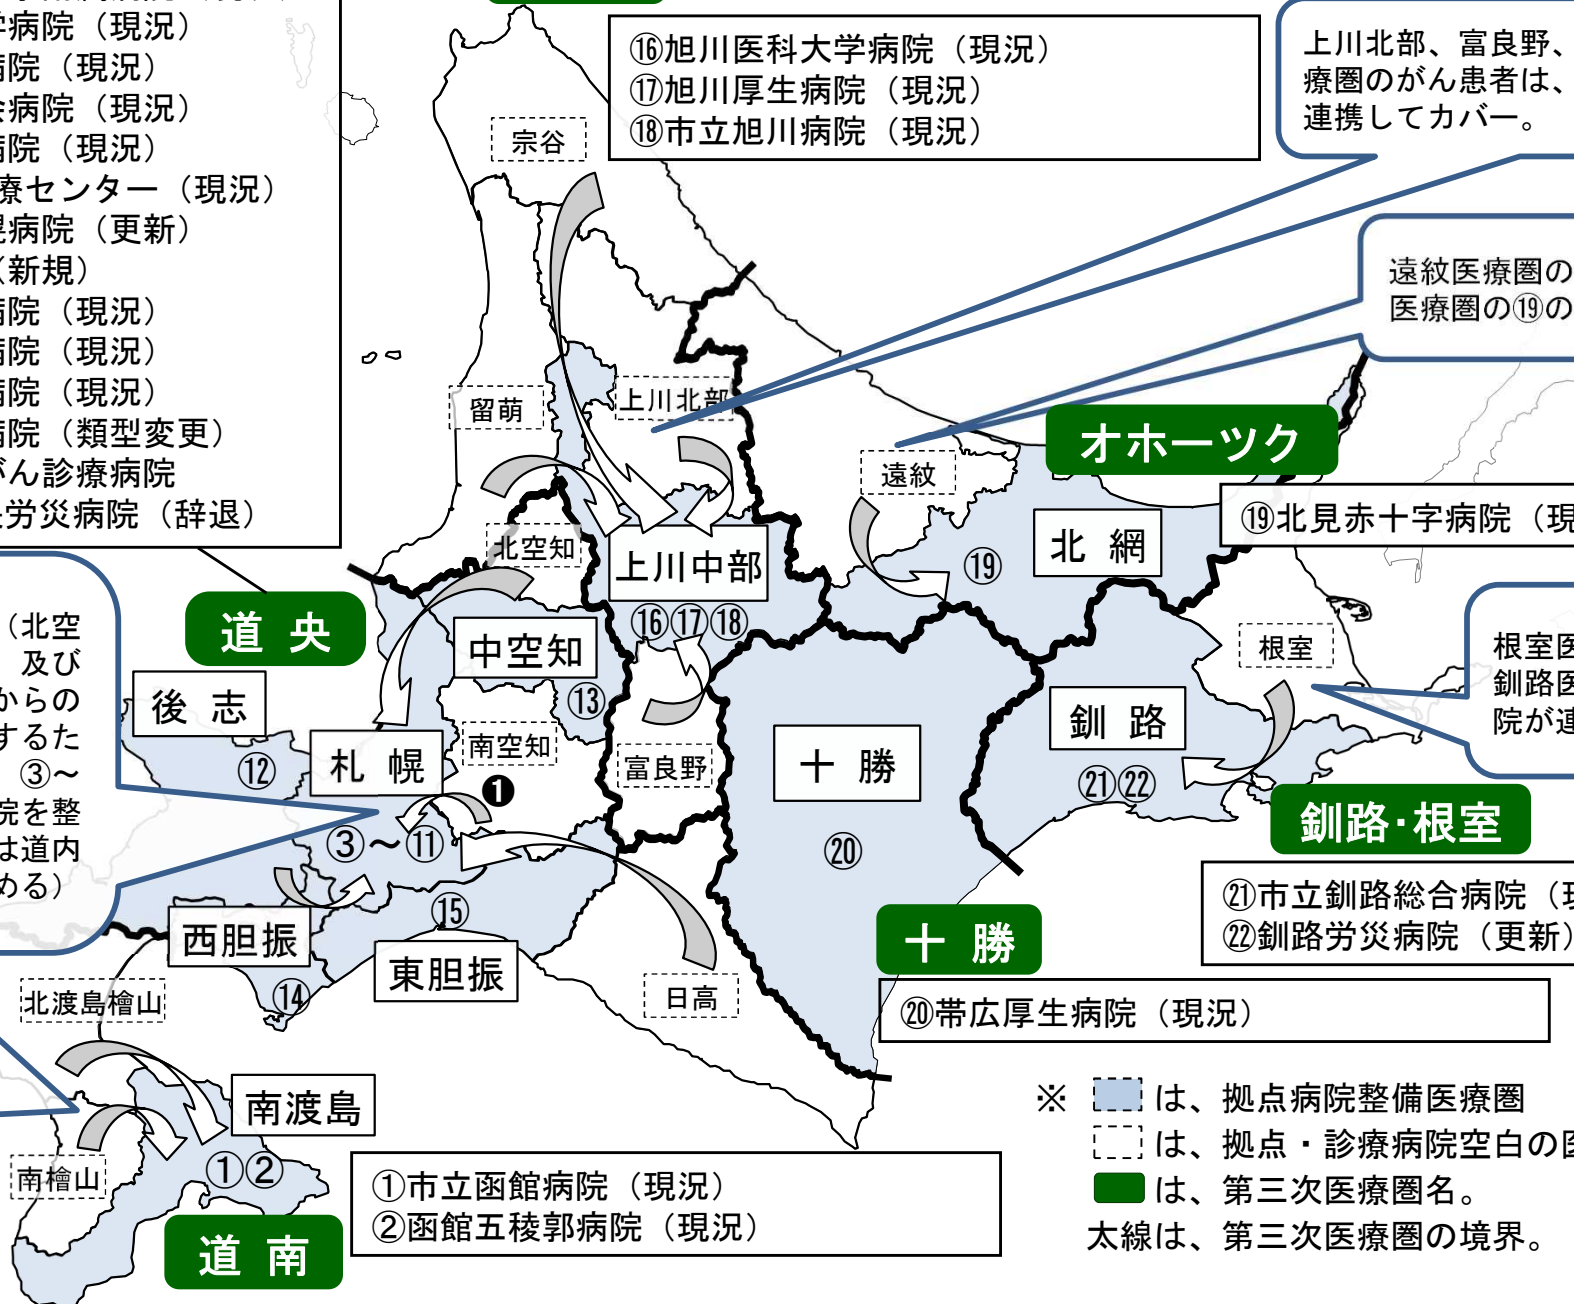 学病院（現況）
病院（現況）
会病院（現況）
病院（現況）
療センター（現況）
幌病院（更新）
（新規）
病院（現況）
病院（現況）
病院（現況）
病院（類型変更）
がん診療病院
労災病院（辞退）
⑯旭川医科大学病院（現況）
⑰旭川厚生病院（現況）
⑱市立旭川病院（現況）
上川北部、富良野、
療圏のがん患者は、
連携してカバー。
遠紋医療圏の
医療圏の⑲の
宗谷
留萌
上川北部
遠紋
オホーツク
⑲北見赤十字病院（現
北網
⑲
北空知
上川中部
⑯⑰⑱
道央
（北空
及び
からの
するた
③～
院を整
は道内
める）
中空知
⑬
根室
根室医
釧路医
院が連
後志
⑫
札幌
③～⑪
南空知
❶
富良野
十勝
⑳
釧路
㉑㉒
釧路・根室
㉑市立釧路総合病院（現
㉒釧路労災病院（更新）
西胆振
⑭
⑮
東胆振
日高
十勝
⑳帯広厚生病院（現況）
北渡島檜山
南渡島
①②
南檜山
道南
①市立函館病院（現況）
②函館五稜郭病院（現況）
※
は、拠点病院整備医療圏
は、拠点・診療病院空白の医
は、第三次医療圏名。
太線は、第三次医療圏の境界。